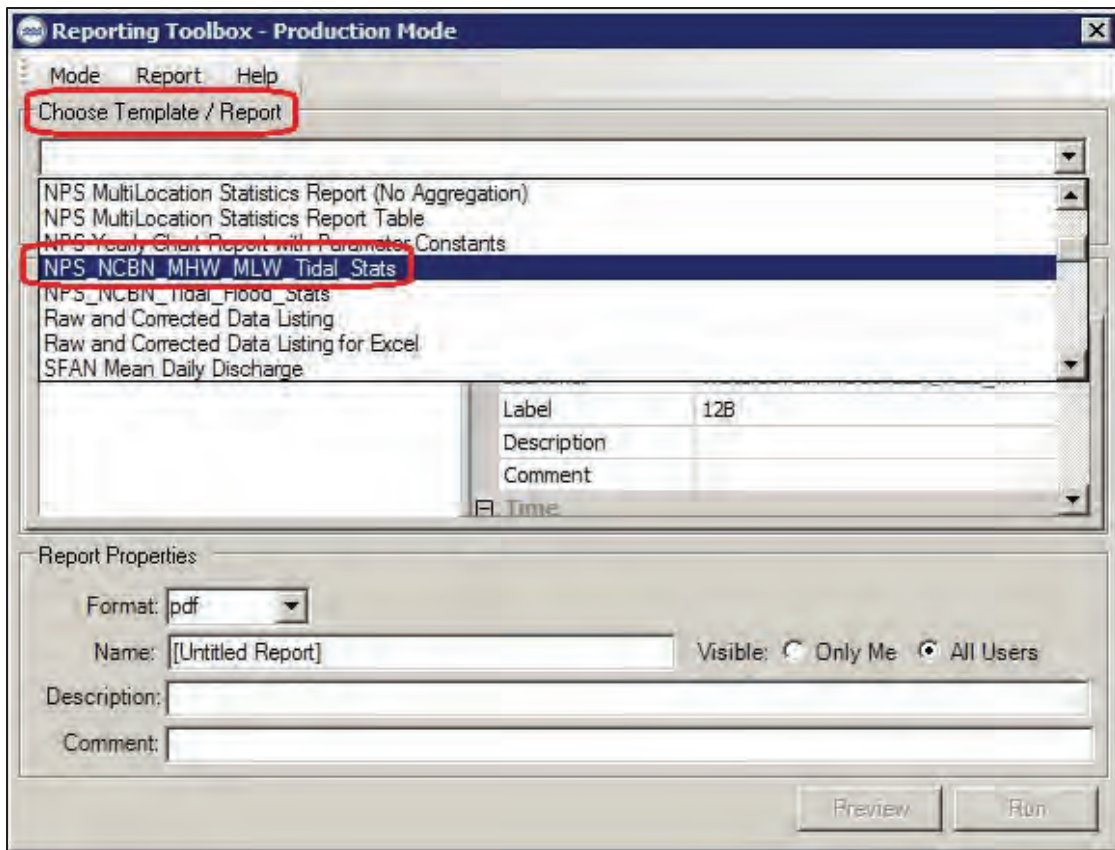 Reporting Toolbox - Production Mode
Mode Report Help
Choose Template / Report
NPS MultiLocation Statistics Report (No Aggregation)
NPS MultiLocation Statistics Report Table
NPS Yearly Chart Report with Parameter Constants
NPS_NCBN_MHW_MLW_Tidal_Stats
NPS_NCBN_Tidal_Flood_Stats
Raw and Corrected Data Listing
Raw and Corrected Data Listing for Excel
SFAN Mean Daily Discharge
Label 12B
Description
Comment
Time
Report Properties
Format: pdf
Name: [Untitled Report] Visible: Only Me All Users
Description:
Comment:
Preview Run